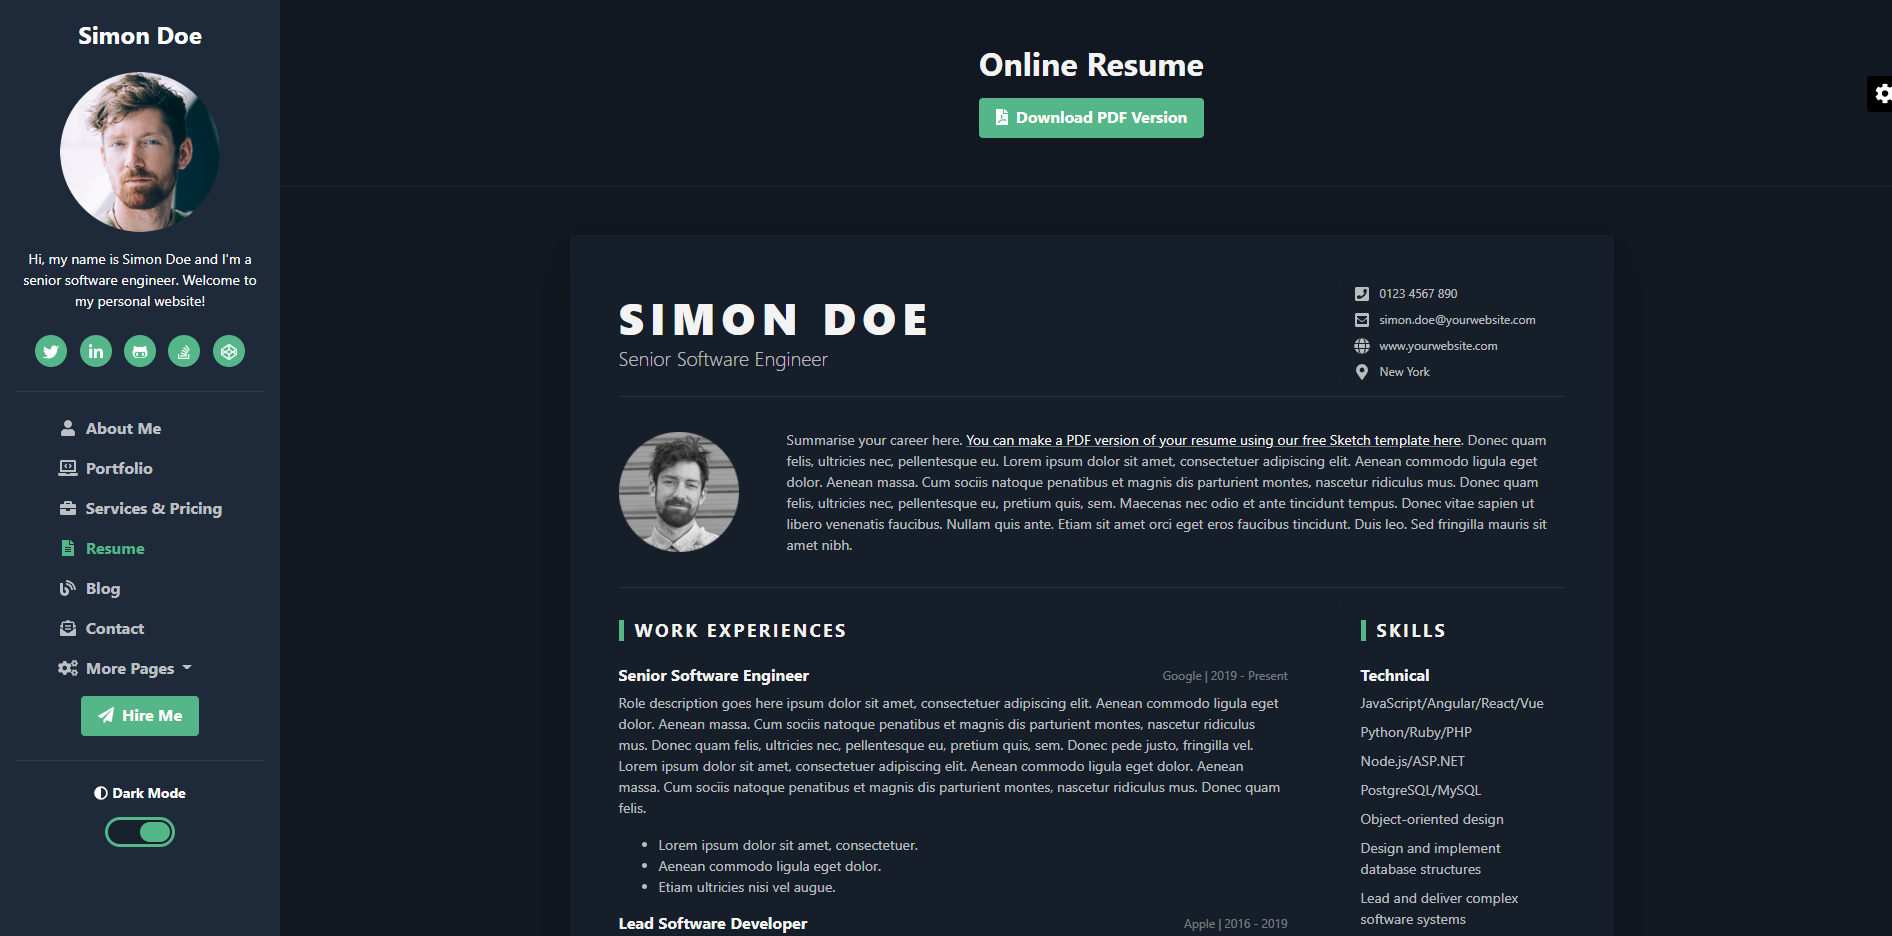 Simon Doe
Hi, my name is Simon Doe and I'm a
senior software engineer. Welcome to
my personal website!
About Me
Portfolio
Services & Pricing
Resume
Blog
Contact
More Pages
Hire Me
Dark Mode
Online Resume
Download PDF Version
SIMON DOE
Senior Software Engineer
0123 4567 890
simon.doe@yourwebsite.com
www.yourwebsite.com
New York
Summarise your career here. You can make a PDF version of your resume using our free Sketch template here. Donec quam
felis, ultricies nec, pellentesque eu. Lorem ipsum dolor sit amet, consectetuer adipiscing elit. Aenean commodo ligula eget
dolor. Aenean massa. Cum sociis natoque penatibus et magnis dis parturient montes, nascetur ridiculus mus. Donec quam
felis, ultricies nec, pellentesque eu, pretium quis, sem. Maecenas nec odio et ante tincidunt tempus. Donec vitae sapien ut
libero venenatis faucibus. Nullam quis ante. Etiam sit amet orci eget eros faucibus tincidunt. Duis leo. Sed fringilla mauris sit
amet nibh.
WORK EXPERIENCES
Senior Software Engineer
Google | 2019 - Present
Role description goes here ipsum dolor sit amet, consectetuer adipiscing elit. Aenean commodo ligula eget
dolor. Aenean massa. Cum sociis natoque penatibus et magnis dis parturient montes, nascetur ridiculus
mus. Donec quam felis, ultricies nec, pellentesque eu, pretium quis, sem. Donec pede justo, fringilla vel.
Lorem ipsum dolor sit amet, consectetuer adipiscing elit. Aenean commodo ligula eget dolor. Aenean
massa. Cum sociis natoque penatibus et magnis dis parturient montes, nascetur ridiculus mus. Donec quam
felis.
• Lorem ipsum dolor sit amet, consectetuer.
• Aenean commodo ligula eget dolor.
• Etiam ultricies nisi vel augue.
Lead Software Developer
Apple | 2016 - 2019
SKILLS
Technical
JavaScript/Angular/React/Vue
Python/Ruby/PHP
Node.js/ASP.NET
PostgreSQL/MySQL
Object-oriented design
Design and implement
database structures
Lead and deliver complex
software systems